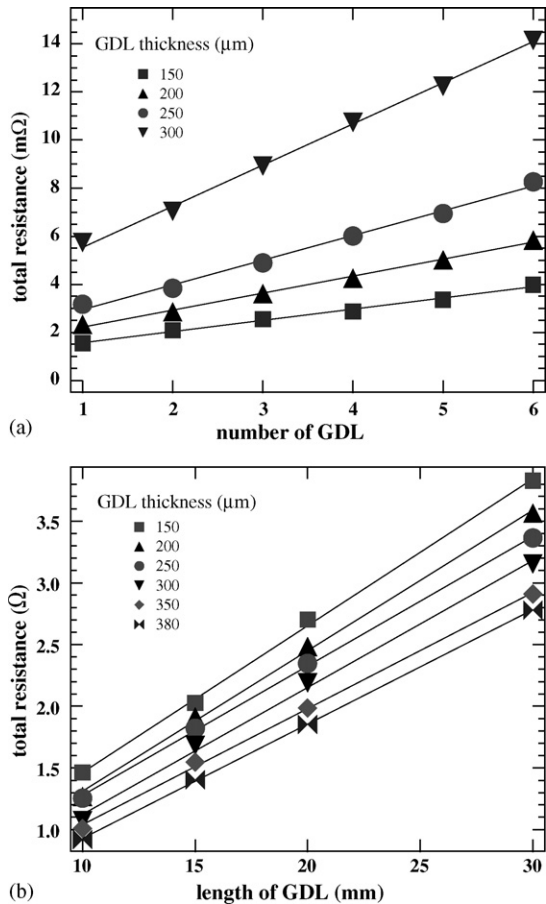 14
12
10
8
6
4
2
0
total resistance (mΩ)
GDL thickness (µm)
150
200
250
300
1 2 3 4 5 6
(a)
number of GDL
3.5
3.0
2.5
2.0
1.5
1.0
total resistance (Ω)
GDL thickness (µm)
150
200
250
300
350
380
10 15 20 25 30
(b)
length of GDL (mm)